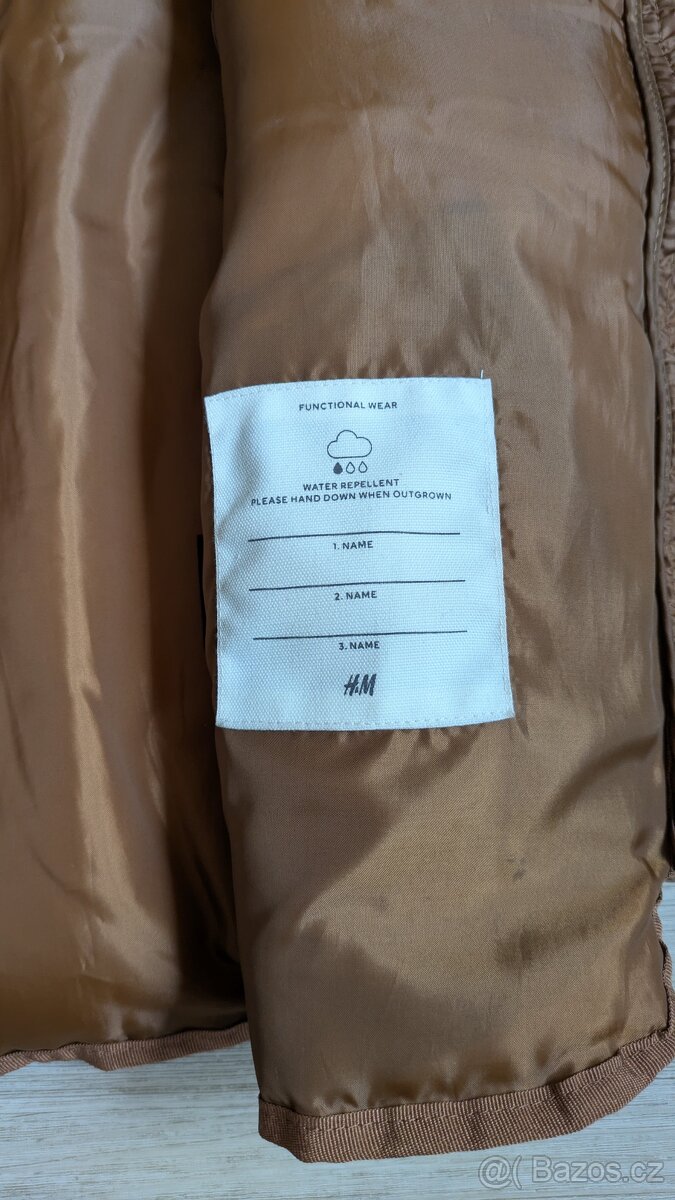 FUNCTIONAL WEAR
WATER REPELLENT
PLEASE HAND DOWN WHEN OUTGROWN
1. NAME
2. NAME
3. NAME
H&M
@( Bazos.cz